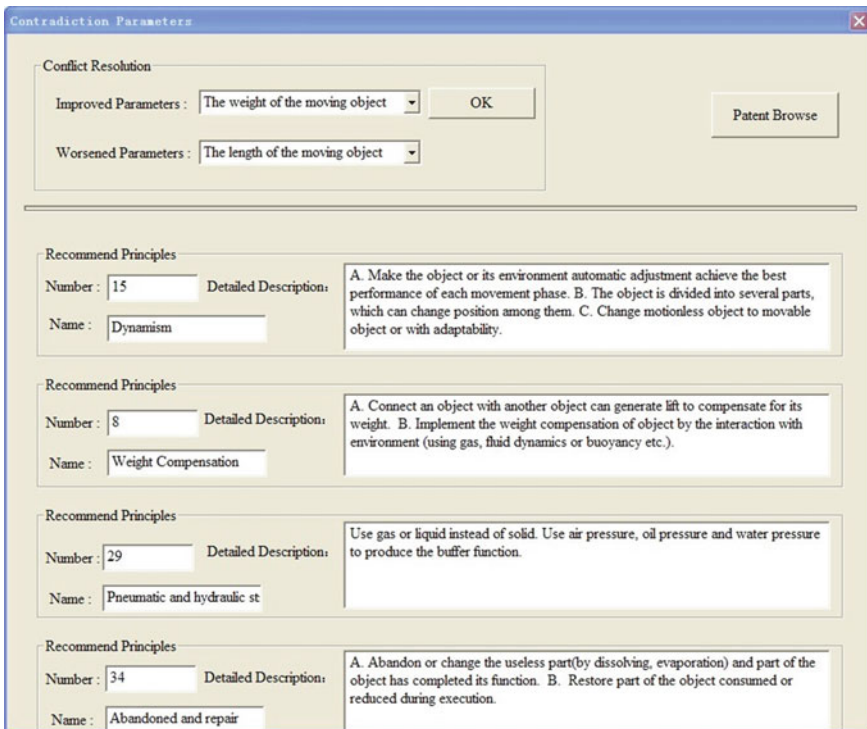 Contradiction Parameters
Conflict Resolution
Improved Parameters :
The weight of the moving object
OK
Patent Browse
Worsened Parameters :
The length of the moving object
Recommend Principles
Number :
15
Detailed Description:
A. Make the object or its environment automatic adjustment achieve the best
performance of each movement phase. B. The object is divided into several parts,
which can change position among them. C. Change motionless object to movable
object or with adaptability.
Name :
Dynamism
Recommend Principles
Number :
8
Detailed Description:
A. Connect an object with another object can generate lift to compensate for its
weight. B. Implement the weight compensation of object by the interaction with
environment (using gas, fluid dynamics or buoyancy etc.).
Name :
Weight Compensation
Recommend Principles
Number :
29
Detailed Description:
Use gas or liquid instead of solid. Use air pressure, oil pressure and water pressure
to produce the buffer function.
Name :
Pneumatic and hydraulic st
Recommend Principles
Number :
34
Detailed Description:
A. Abandon or change the useless part(by dissolving, evaporation) and part of the
object has completed its function. B. Restore part of the object consumed or
reduced during execution.
Name :
Abandoned and repair